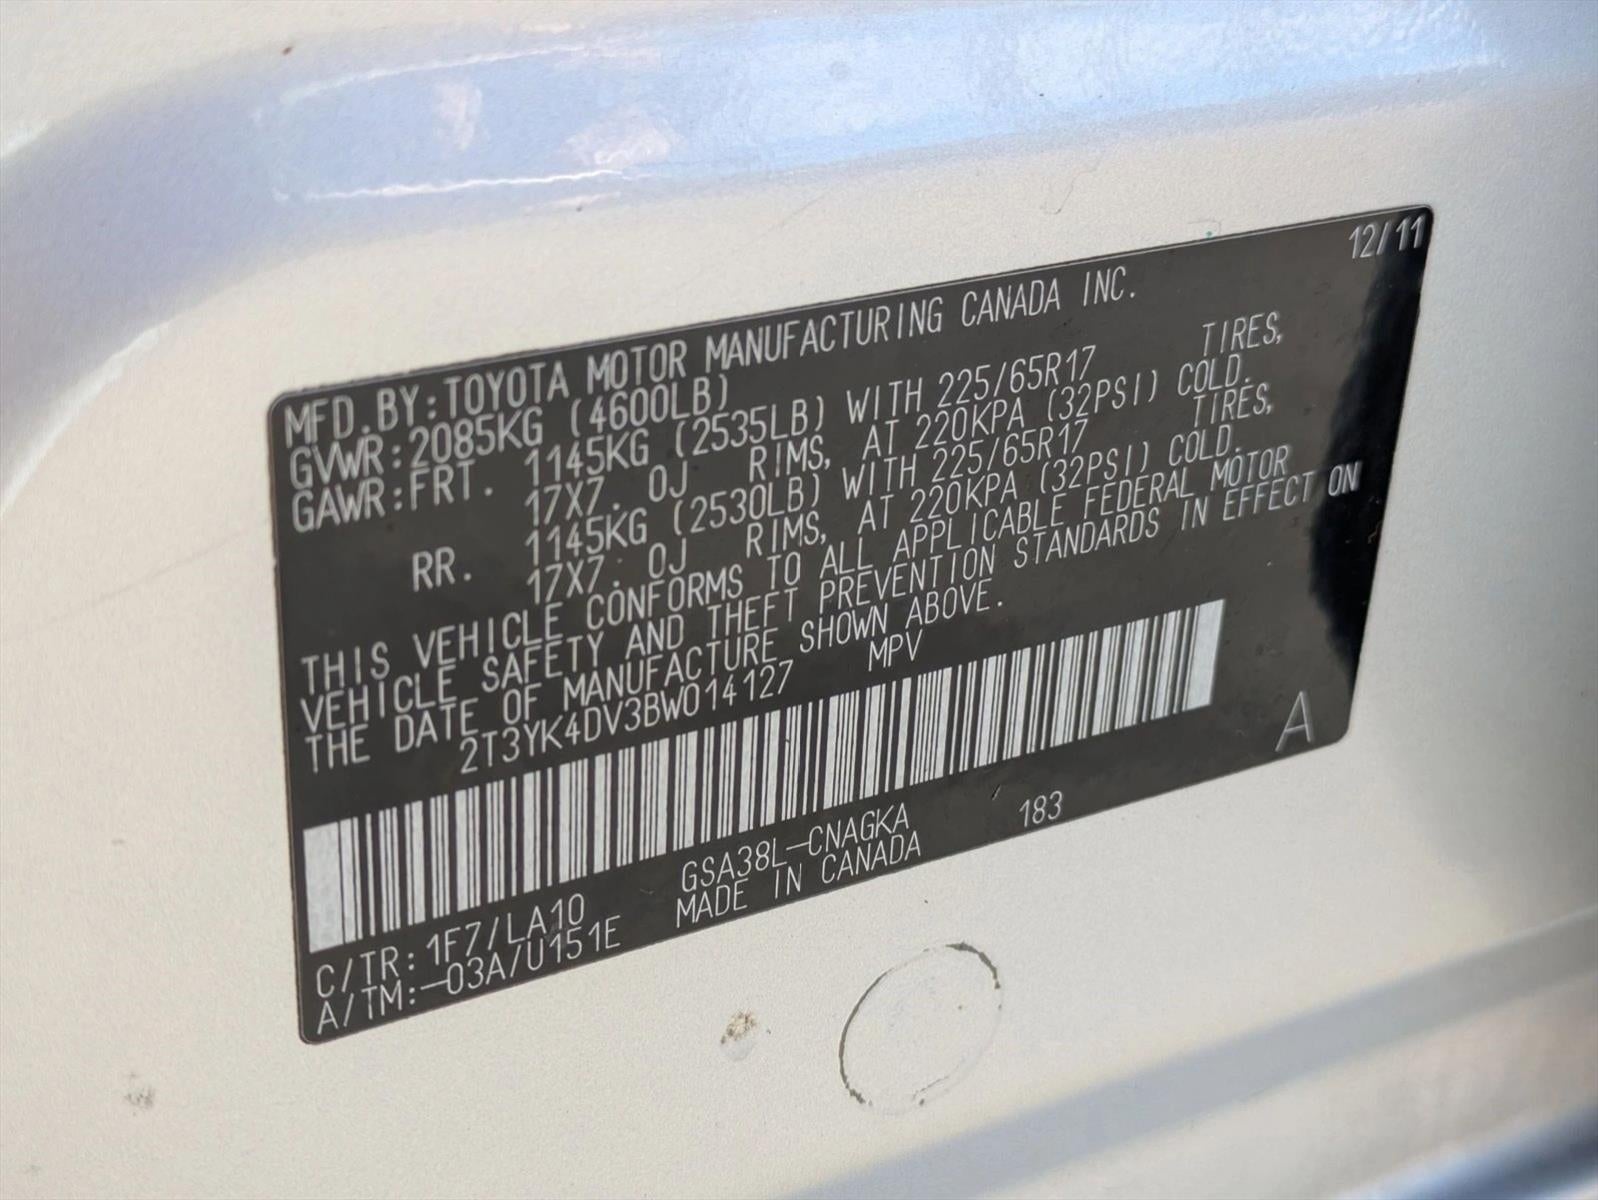 12/11
MFD.BY:TOYOTA MOTOR MANUFACTURING CANADA INC.
GVWR:2085KG (4600LB)
GAWR:FRT. 1145KG (2535LB) WITH 225/65R17 TIRES,
17X7.0J RIMS, AT 220KPA (32PSI) COLD.
RR. 1145KG (2530LB) WITH 225/65R17 TIRES,
17X7.0J RIMS, AT 220KPA (32PSI) COLD.
THIS VEHICLE CONFORMS TO ALL APPLICABLE FEDERAL MOTOR
VEHICLE SAFETY AND THEFT PREVENTION STANDARDS IN EFFECT ON
THE DATE OF MANUFACTURE SHOWN ABOVE.
2T3YK4DV3BW014127 MPV
A
C/TR:1F7/LA10 GSA38L-CNAGKA 183
A/TM:-03A/U151E MADE IN CANADA